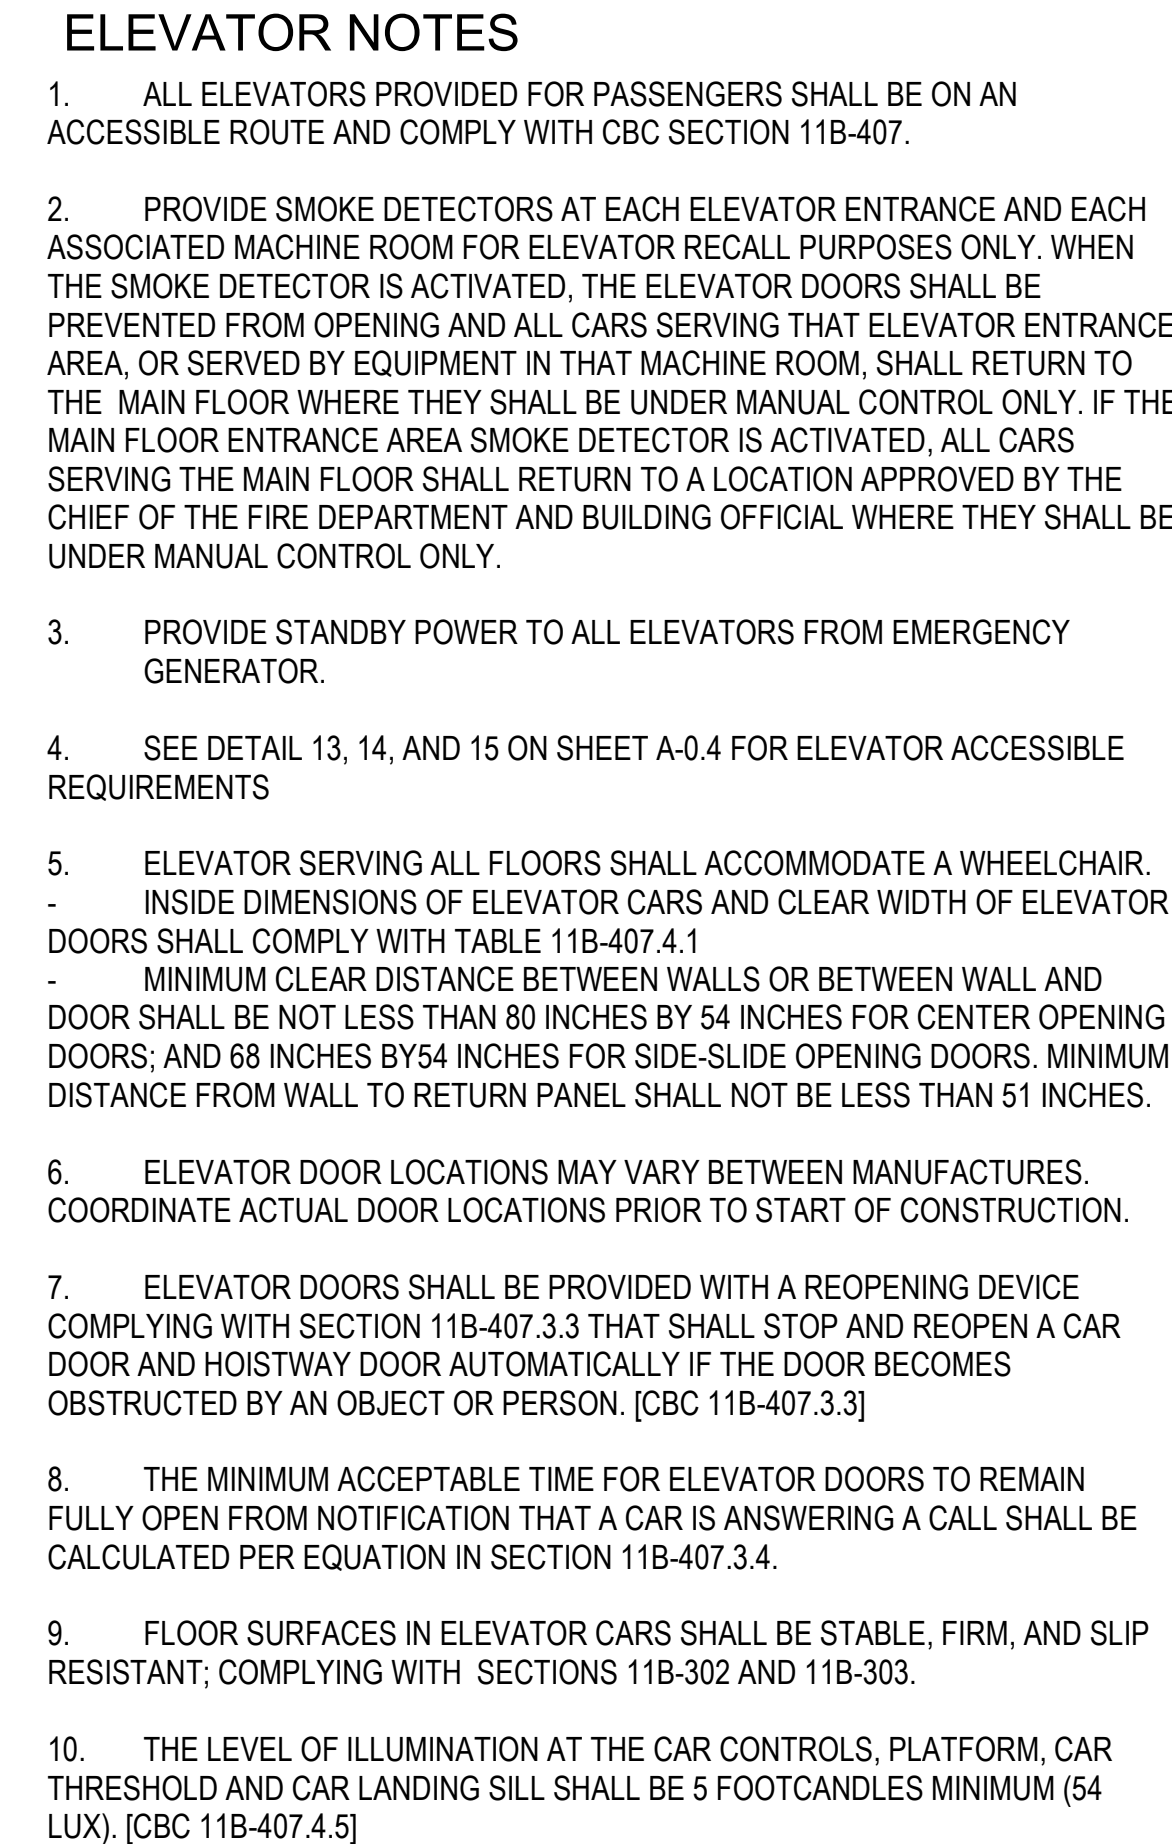 ELEVATOR NOTES
1. ALL ELEVATORS PROVIDED FOR PASSENGERS SHALL BE ON AN
ACCESSIBLE ROUTE AND COMPLY WITH CBC SECTION 11B-407.
2. PROVIDE SMOKE DETECTORS AT EACH ELEVATOR ENTRANCE AND EACH
ASSOCIATED MACHINE ROOM FOR ELEVATOR RECALL PURPOSES ONLY. WHEN
THE SMOKE DETECTOR IS ACTIVATED, THE ELEVATOR DOORS SHALL BE
PREVENTED FROM OPENING AND ALL CARS SERVING THAT ELEVATOR ENTRANCE
AREA, OR SERVED BY EQUIPMENT IN THAT MACHINE ROOM, SHALL RETURN TO
THE MAIN FLOOR WHERE THEY SHALL BE UNDER MANUAL CONTROL ONLY. IF THE
MAIN FLOOR ENTRANCE AREA SMOKE DETECTOR IS ACTIVATED, ALL CARS
SERVING THE MAIN FLOOR SHALL RETURN TO A LOCATION APPROVED BY THE
CHIEF OF THE FIRE DEPARTMENT AND BUILDING OFFICIAL WHERE THEY SHALL BE
UNDER MANUAL CONTROL ONLY.
3. PROVIDE STANDBY POWER TO ALL ELEVATORS FROM EMERGENCY
GENERATOR.
4. SEE DETAIL 13, 14, AND 15 ON SHEET A-0.4 FOR ELEVATOR ACCESSIBLE
REQUIREMENTS
5. ELEVATOR SERVING ALL FLOORS SHALL ACCOMMODATE A WHEELCHAIR.
- INSIDE DIMENSIONS OF ELEVATOR CARS AND CLEAR WIDTH OF ELEVATOR
DOORS SHALL COMPLY WITH TABLE 11B-407.4.1
- MINIMUM CLEAR DISTANCE BETWEEN WALLS OR BETWEEN WALL AND
DOOR SHALL BE NOT LESS THAN 80 INCHES BY 54 INCHES FOR CENTER OPENING
DOORS; AND 68 INCHES BY54 INCHES FOR SIDE-SLIDE OPENING DOORS. MINIMUM
DISTANCE FROM WALL TO RETURN PANEL SHALL NOT BE LESS THAN 51 INCHES.
6. ELEVATOR DOOR LOCATIONS MAY VARY BETWEEN MANUFACTURES.
COORDINATE ACTUAL DOOR LOCATIONS PRIOR TO START OF CONSTRUCTION.
7. ELEVATOR DOORS SHALL BE PROVIDED WITH A REOPENING DEVICE
COMPLYING WITH SECTION 11B-407.3.3 THAT SHALL STOP AND REOPEN A CAR
DOOR AND HOISTWAY DOOR AUTOMATICALLY IF THE DOOR BECOMES
OBSTRUCTED BY AN OBJECT OR PERSON. [CBC 11B-407.3.3]
8. THE MINIMUM ACCEPTABLE TIME FOR ELEVATOR DOORS TO REMAIN
FULLY OPEN FROM NOTIFICATION THAT A CAR IS ANSWERING A CALL SHALL BE
CALCULATED PER EQUATION IN SECTION 11B-407.3.4.
9. FLOOR SURFACES IN ELEVATOR CARS SHALL BE STABLE, FIRM, AND SLIP
RESISTANT; COMPLYING WITH SECTIONS 11B-302 AND 11B-303.
10. THE LEVEL OF ILLUMINATION AT THE CAR CONTROLS, PLATFORM, CAR
THRESHOLD AND CAR LANDING SILL SHALL BE 5 FOOTCANDLES MINIMUM (54
LUX). [CBC 11B-407.4.5]